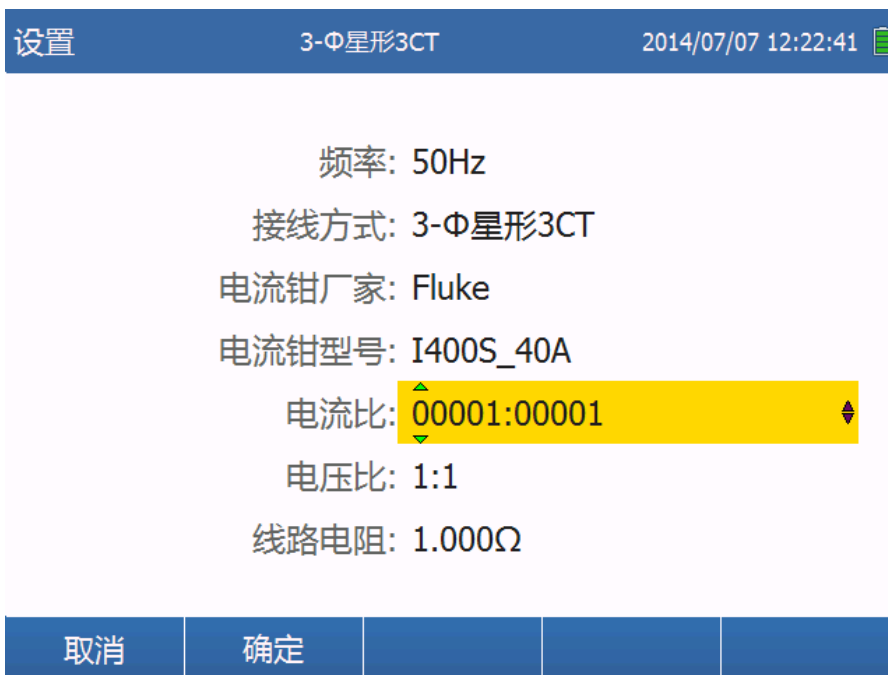 设置 3-Φ星形3CT 2014/07/07 12:22:41
频率: 50Hz
接线方式: 3-Φ星形3CT
电流钳厂家: Fluke
电流钳型号: I400S_40A
电流比: 00001:00001
电压比: 1:1
线路电阻: 1.000Ω
取消 确定